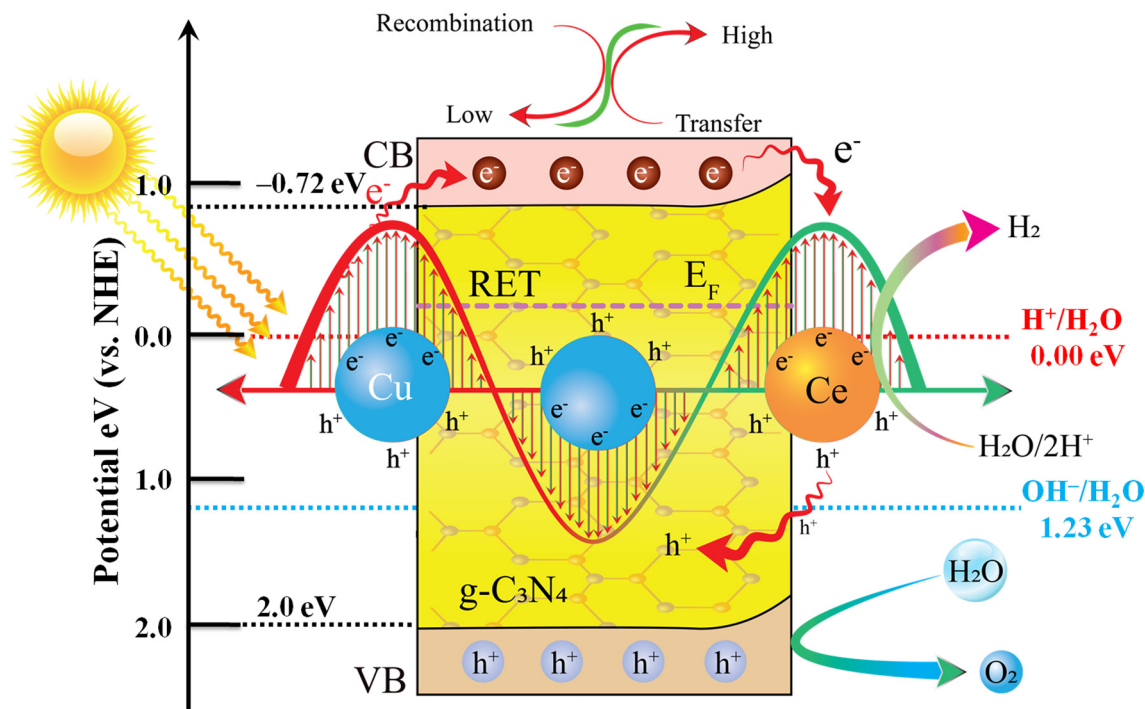 Recombination
High
Low
Transfer
CB
e⁻ e⁻ e⁻ e⁻
e⁻
1.0
–0.72 eV
e⁻
H₂
RET
E_F
Potential eV (vs. NHE)
0.0
H⁺/H₂O
0.00 eV
h⁺
h⁺ h⁺
e⁻ e⁻ e⁻
Cu
e⁻ e⁻ e⁻
Ce
e⁻ e⁻ e⁻
h⁺ h⁺ h⁺
h⁺ h⁺ h⁺
H₂O/2H⁺
1.0
OH⁻/H₂O
1.23 eV
h⁺
h⁺
g-C₃N₄
H₂O
2.0 eV
2.0
VB
h⁺ h⁺ h⁺ h⁺
O₂